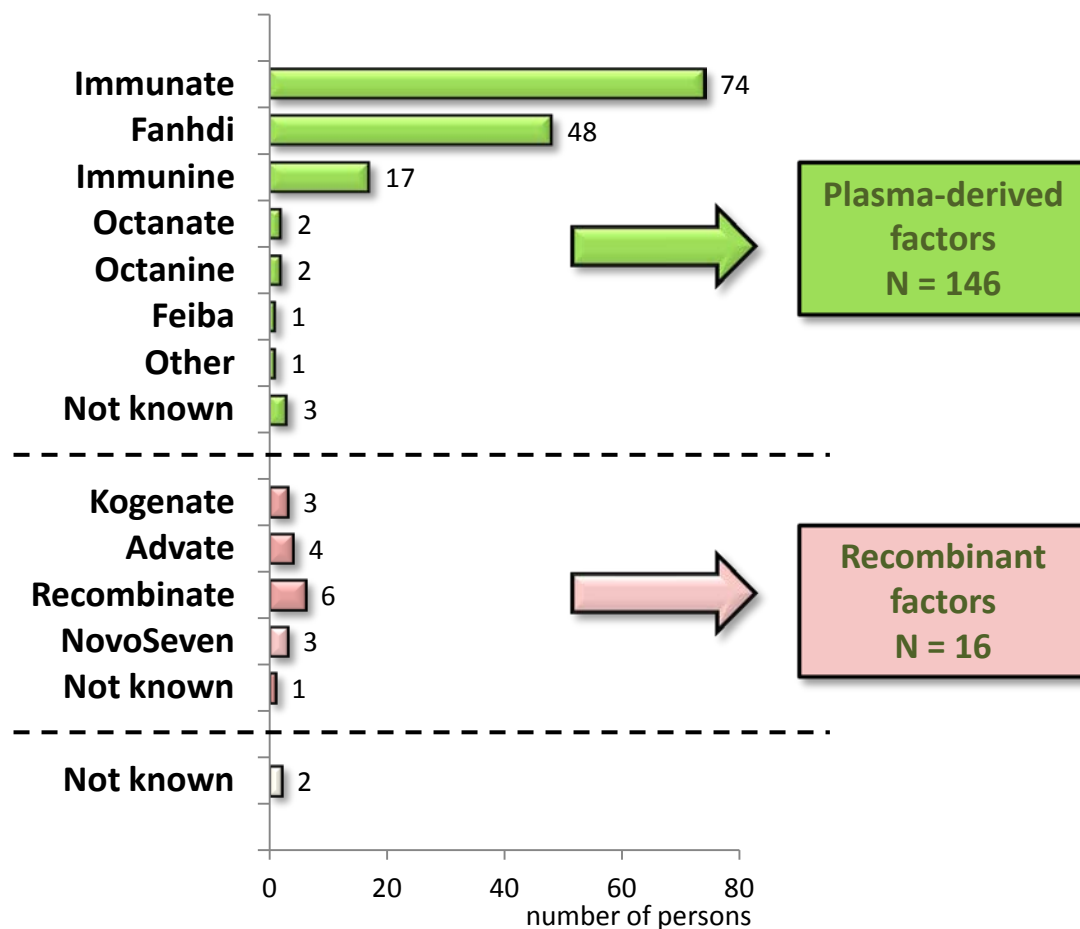 Immunate 74
Fanhdi 48
Immunine 17
Octanate 2
Octanine 2
Feiba 1
Other 1
Not known 3
Plasma-derived
factors
N = 146
Kogenate 3
Advate 4
Recombinate 6
NovoSeven 3
Not known 1
Recombinant
factors
N = 16
Not known 2
0 20 40 60 80
number of persons